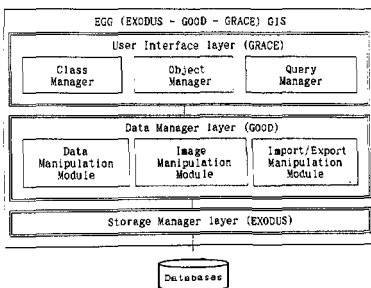 EGG (EXODUS - GOOD - GRACE) GIS
User Interface layer (GRACE)
Class Manager
Object Manager
Query Manager
Data Manager layer (GOOD)
Data Manipulation Module
Image Manipulation Module
Import/Export Manipulation Module
Storage Manager layer (EXODUS)
Databases